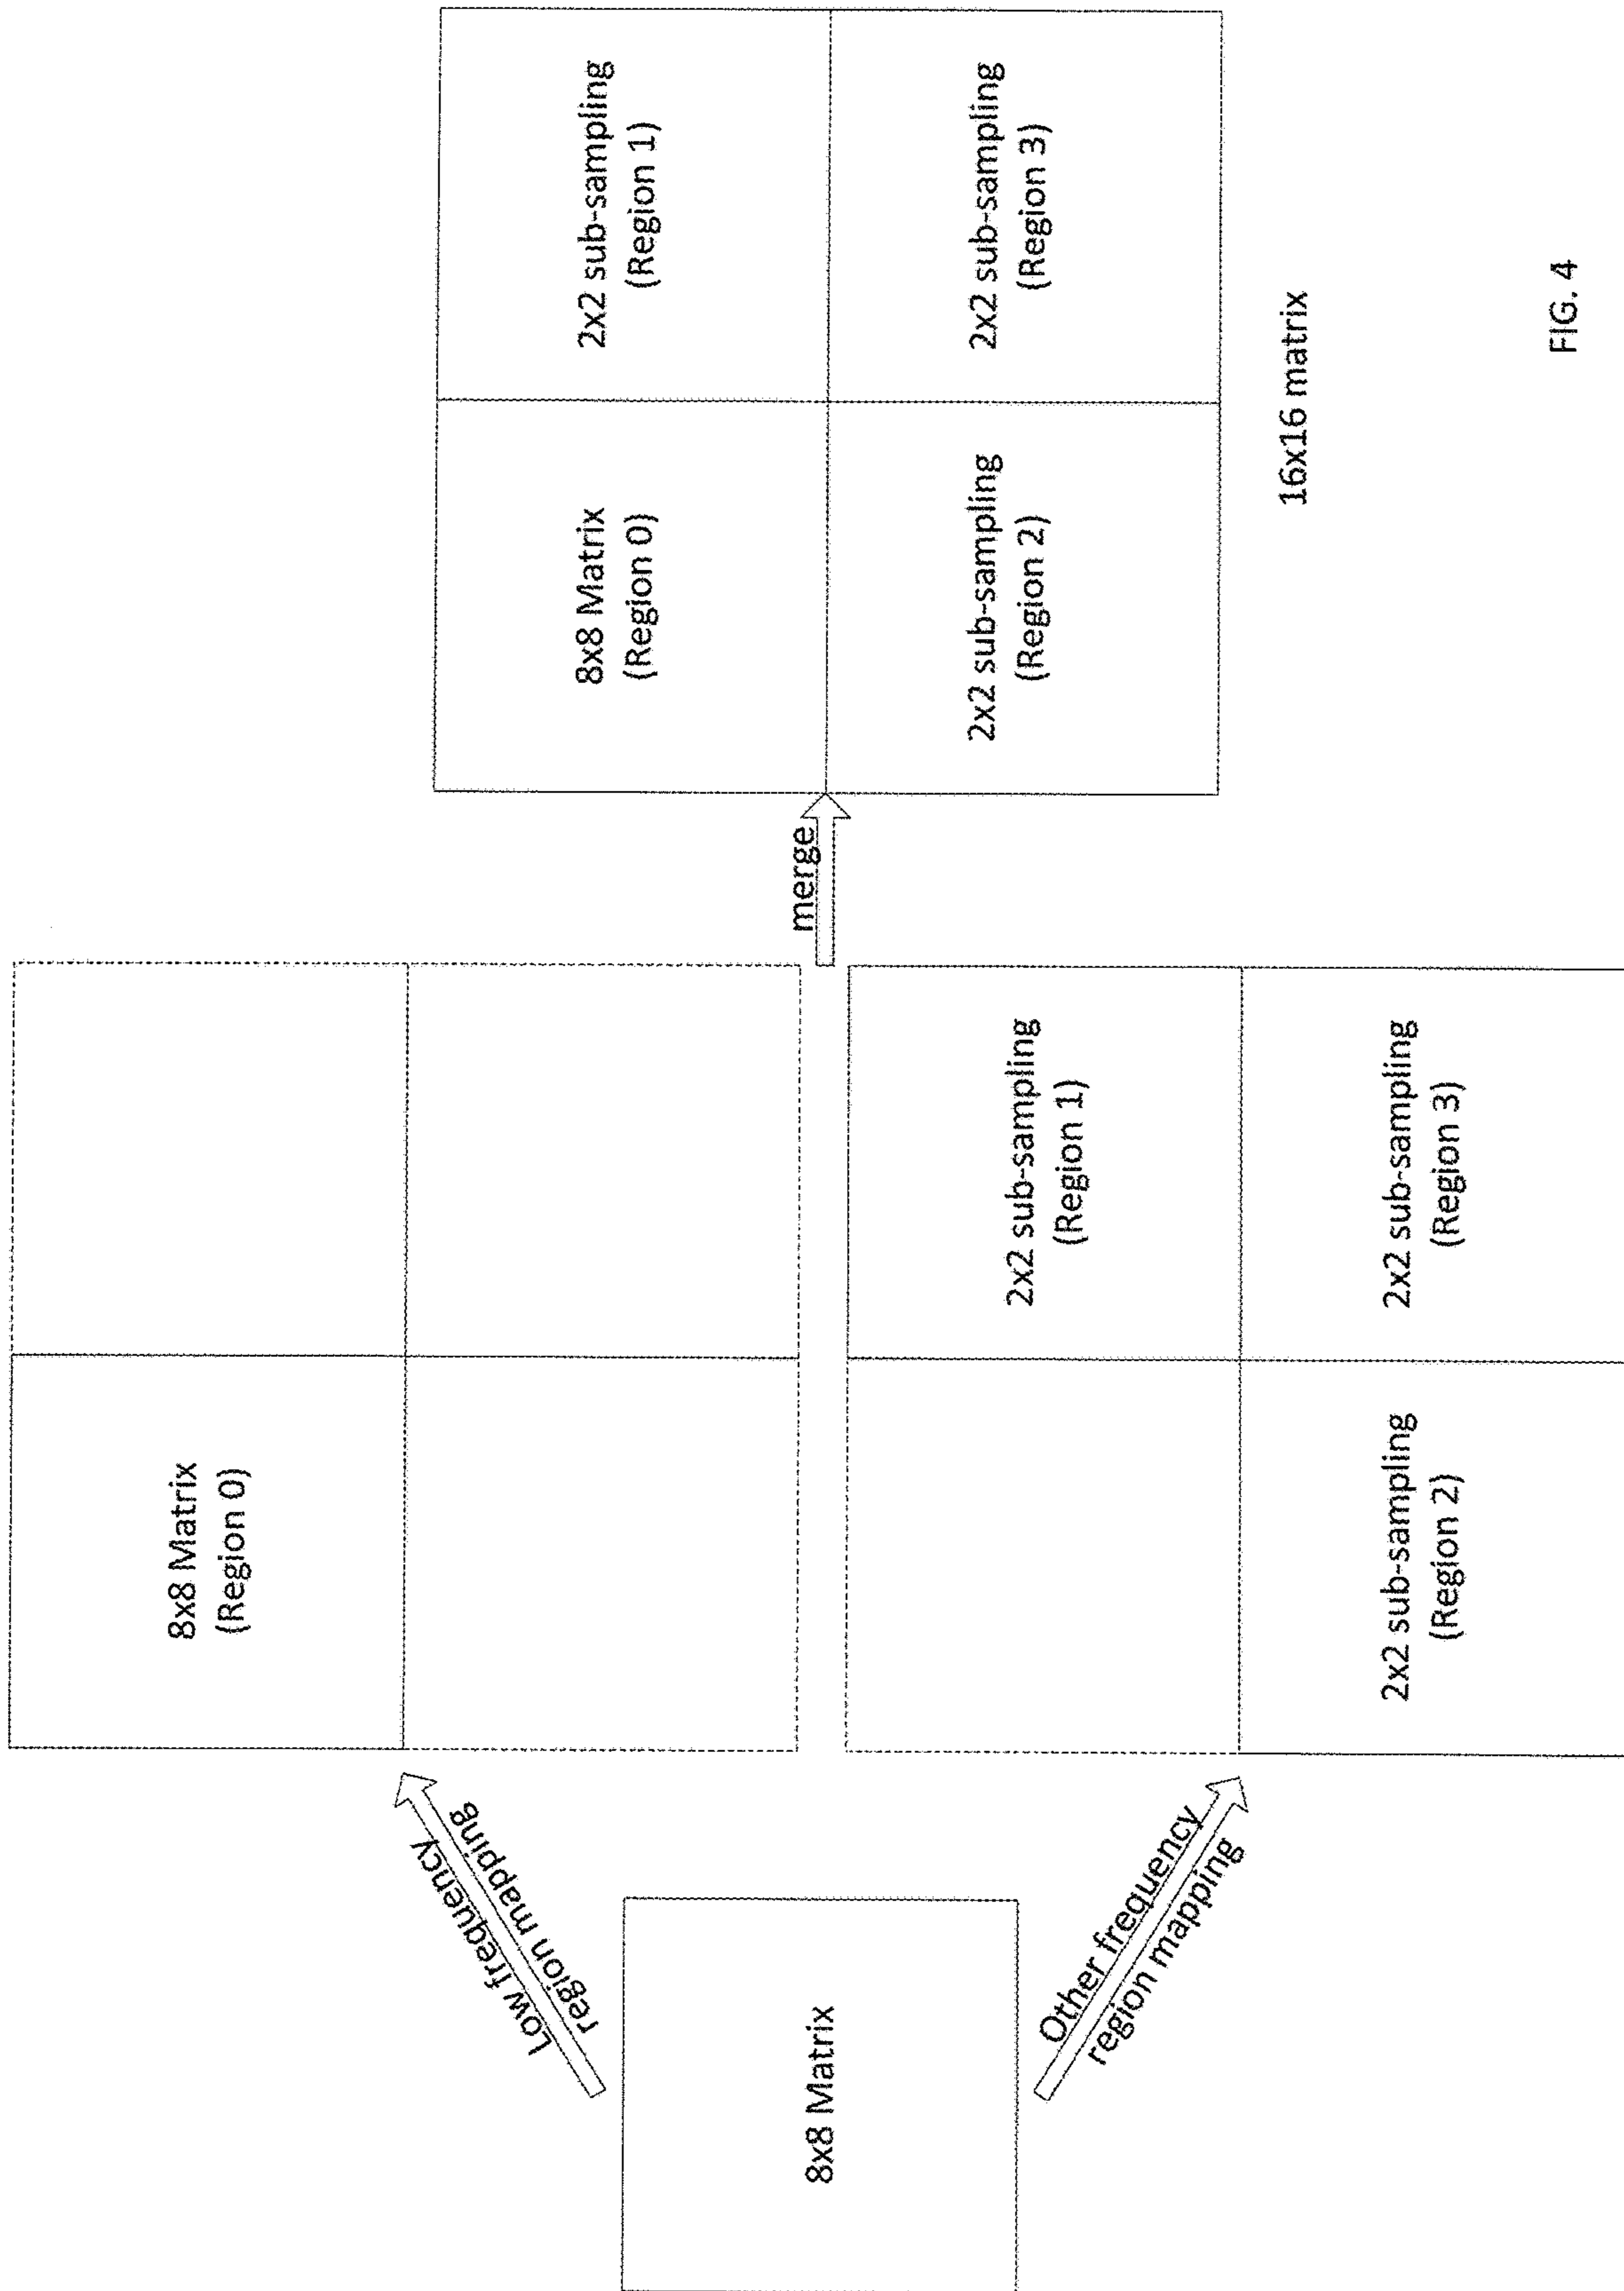 8x8 Matrix
Low frequency
region mapping
Other frequency
region mapping
8x8 Matrix
(Region 0)
2x2 sub-sampling
(Region 1)
2x2 sub-sampling
(Region 2)
2x2 sub-sampling
(Region 3)
merge
8x8 Matrix
(Region 0)
2x2 sub-sampling
(Region 1)
2x2 sub-sampling
(Region 2)
2x2 sub-sampling
(Region 3)
16x16 matrix
FIG. 4